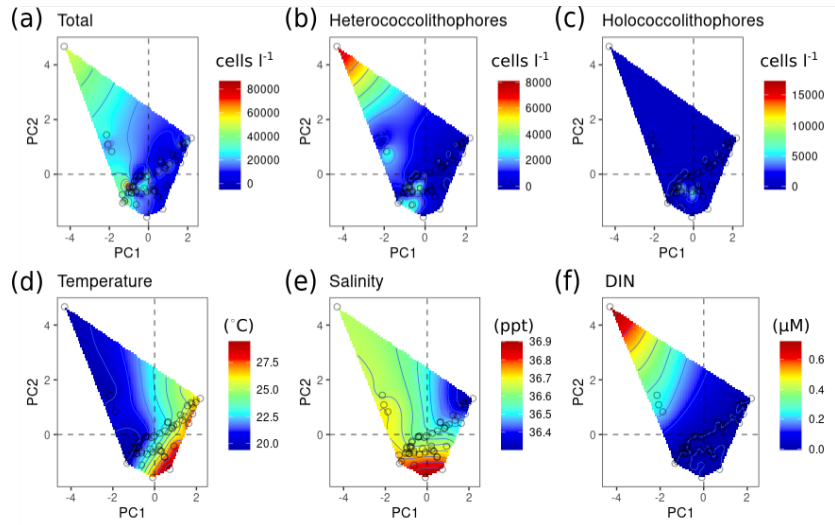 (a) Total
cells l⁻¹
80000
60000
40000
20000
0
PC2
4
2
0
-4 -2 0 2
PC1
(b) Heterococcolithophores
cells l⁻¹
8000
6000
4000
2000
0
PC2
4
2
0
-4 -2 0 2
PC1
(c) Holococcolithophores
cells l⁻¹
15000
10000
5000
0
PC2
4
2
0
-4 -2 0 2
PC1
(d) Temperature
(°C)
27.5
25.0
22.5
20.0
PC2
4
2
0
-4 -2 0 2
PC1
(e) Salinity
(ppt)
36.9
36.8
36.7
36.6
36.5
36.4
PC2
4
2
0
-4 -2 0 2
PC1
(f) DIN
(µM)
0.6
0.4
0.2
0.0
PC2
4
2
0
-4 -2 0 2
PC1